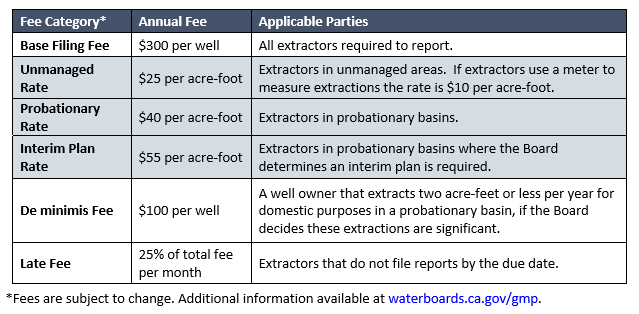 Fee Category* Annual Fee Applicable Parties
Base Filing Fee $300 per well All extractors required to report.
Unmanaged
Rate
$25 per acre-foot
Extractors in unmanaged areas.  If extractors use a meter to
measure extractions the rate is $10 per acre-foot.
Probationary
Rate
$40 per acre-foot Extractors in probationary basins.
Interim Plan
Rate
$55 per acre-foot
Extractors in probationary basins where the Board
determines an interim plan is required.
De minimis Fee $100 per well
A well owner that extracts two acre-feet or less per year for
domestic purposes in a probationary basin, if the Board
decides these extractions are significant.
Late Fee
25% of total fee
per month
Extractors that do not file reports by the due date.
*Fees are subject to change. Additional information available at waterboards.ca.gov/gmp.